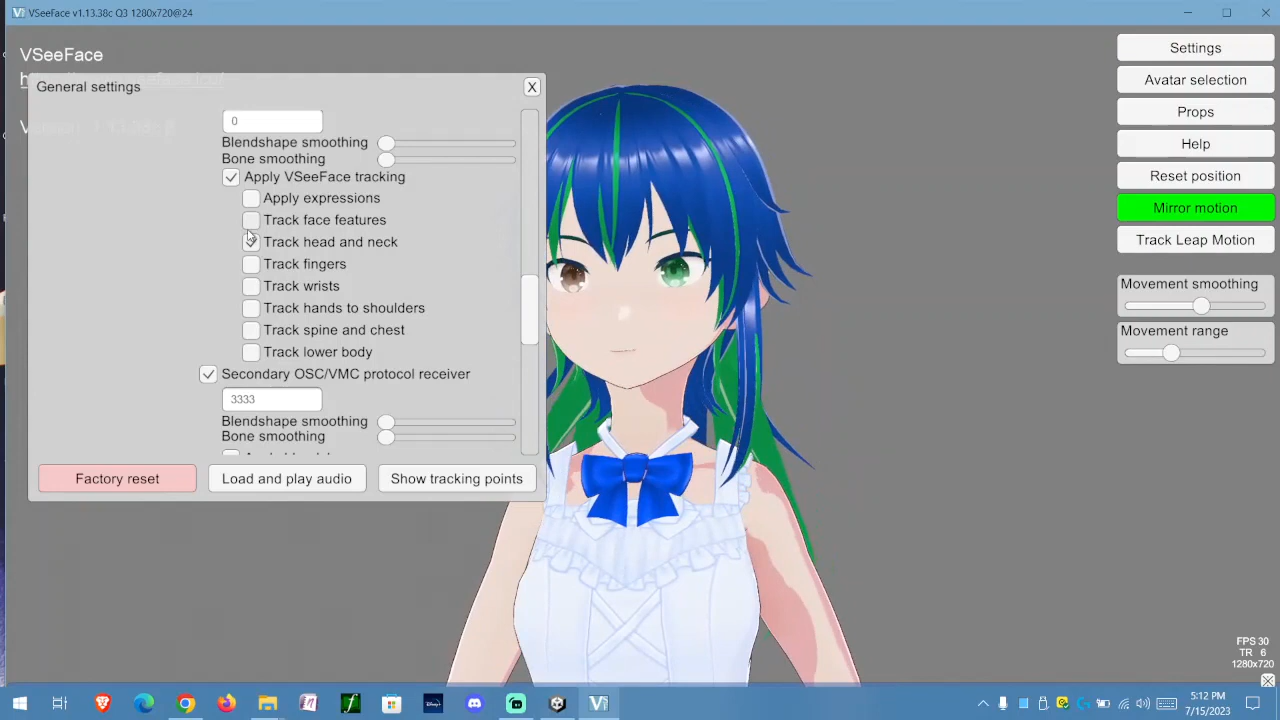 VSeeFace v1.13.38c Q3 1280x720@24
VSeeFace
General settings
X
0
Blendshape smoothing
Bone smoothing
Apply VSeeFace tracking
Apply expressions
Track face features
Track head and neck
Track fingers
Track wrists
Track hands to shoulders
Track spine and chest
Track lower body
Secondary OSC/VMC protocol receiver
3333
Blendshape smoothing
Bone smoothing
Factory reset
Load and play audio
Show tracking points
Settings
Avatar selection
Props
Help
Reset position
Mirror motion
Track Leap Motion
Movement smoothing
Movement range
FPS 30
TR 6
1280x720
5:12 PM
7/15/2023